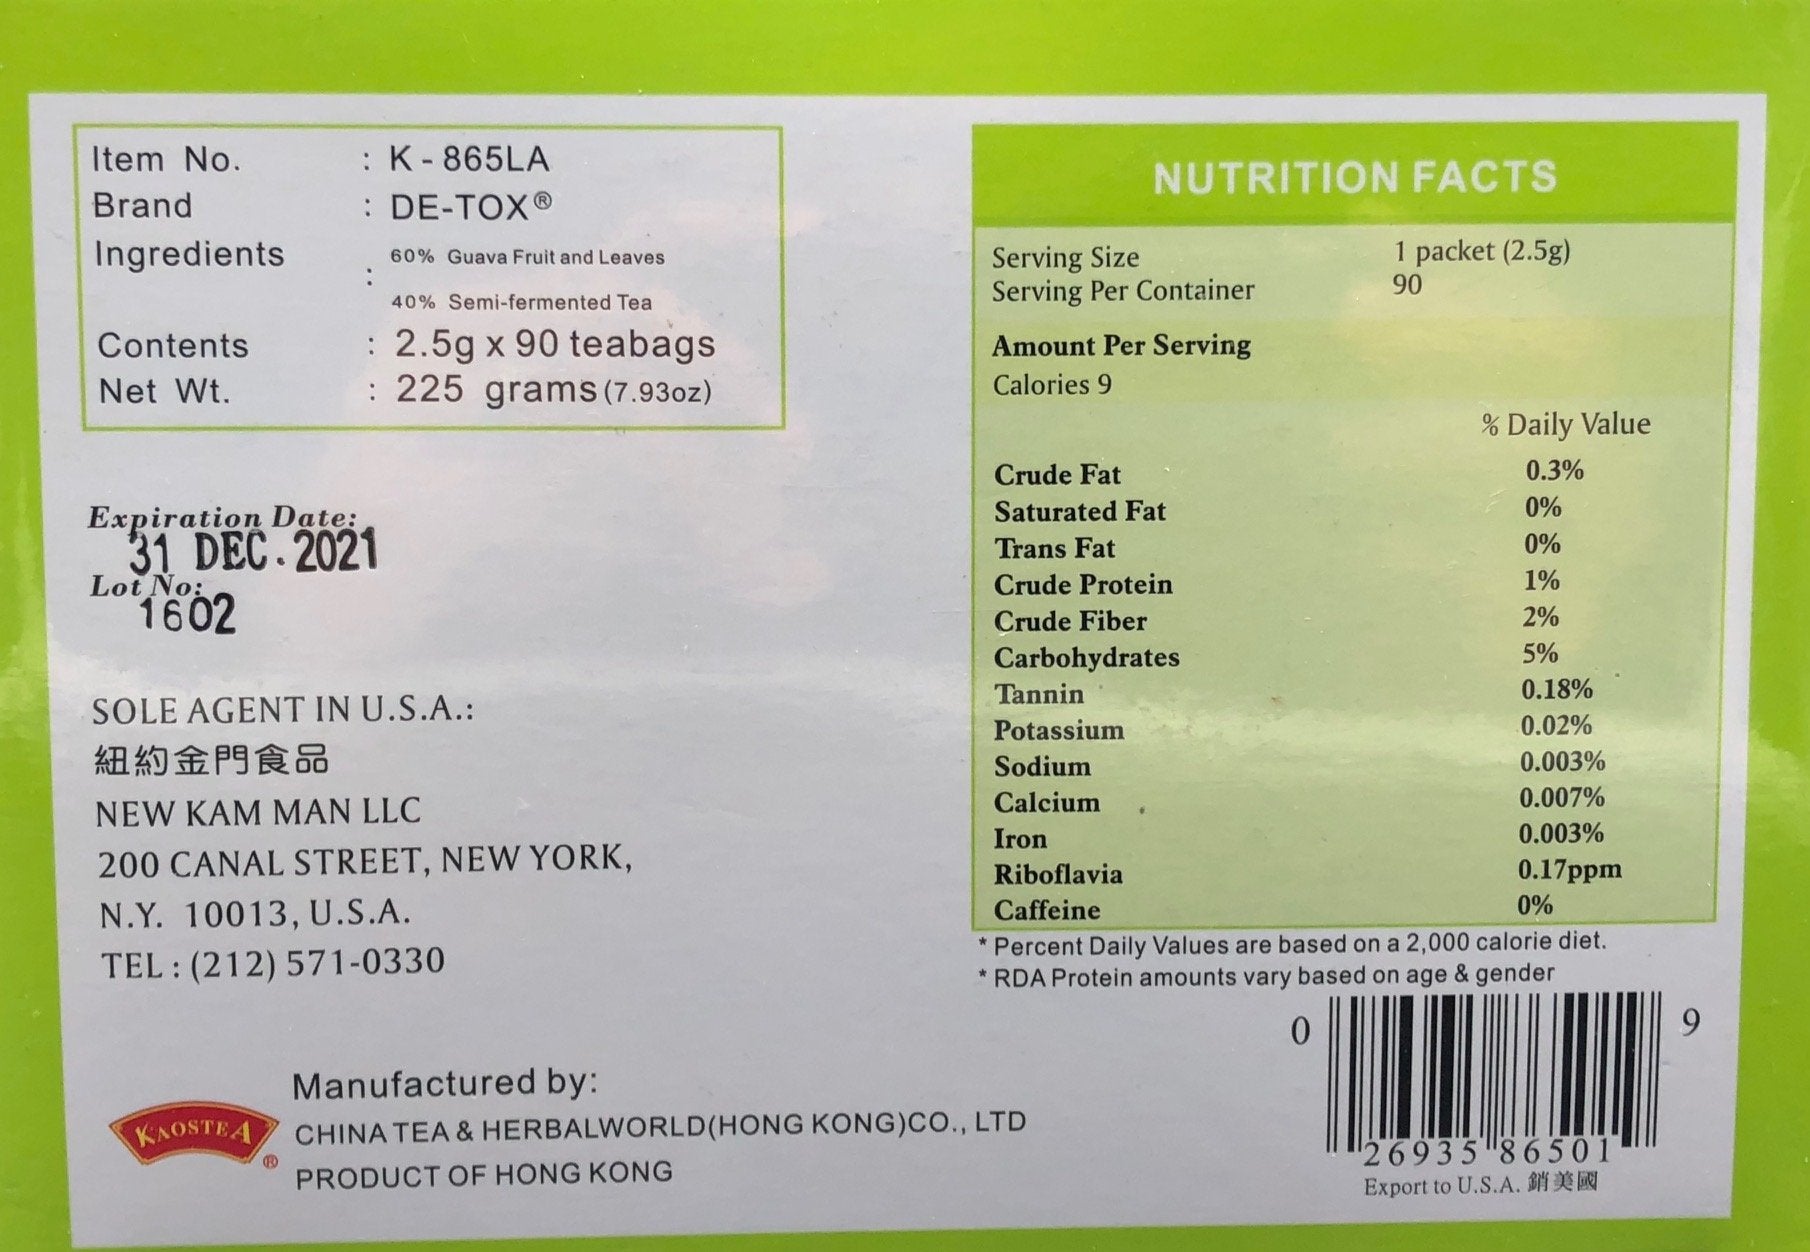 Item No. : K - 865LA
Brand : DE-TOX®
Ingredients : 60% Guava Fruit and Leaves
40% Semi-fermented Tea
Contents : 2.5g x 90 teabags
Net Wt. : 225 grams (7.93oz)
Expiration Date:
31 DEC. 2021
Lot No:
1602
SOLE AGENT IN U.S.A.:
紐約金門食品
NEW KAM MAN LLC
200 CANAL STREET, NEW YORK,
N.Y. 10013, U.S.A.
TEL : (212) 571-0330
KAOSTEA®
Manufactured by:
CHINA TEA & HERBALWORLD(HONG KONG)CO., LTD
PRODUCT OF HONG KONG
NUTRITION FACTS
Serving Size 1 packet (2.5g)
Serving Per Container 90
Amount Per Serving
Calories 9
% Daily Value
Crude Fat 0.3%
Saturated Fat 0%
Trans Fat 0%
Crude Protein 1%
Crude Fiber 2%
Carbohydrates 5%
Tannin 0.18%
Potassium 0.02%
Sodium 0.003%
Calcium 0.007%
Iron 0.003%
Riboflavia 0.17ppm
Caffeine 0%
* Percent Daily Values are based on a 2,000 calorie diet.
* RDA Protein amounts vary based on age & gender
0 26935 86501 9
Export to U.S.A. 銷美國